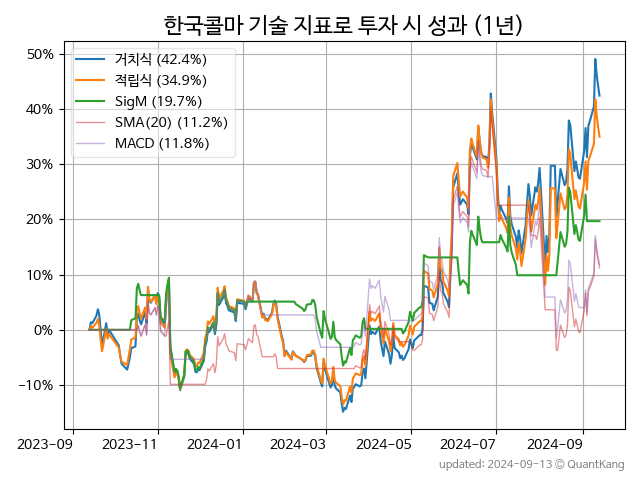 한국콜마 기술 지표로 투자 시 성과 (1년)
거치식 (42.4%)
적립식 (34.9%)
SigM (19.7%)
SMA(20) (11.2%)
MACD (11.8%)
50%
40%
30%
20%
10%
0%
−10%
2023-09 2023-11 2024-01 2024-03 2024-05 2024-07 2024-09
updated: 2024-09-13 ⓒ QuantKang